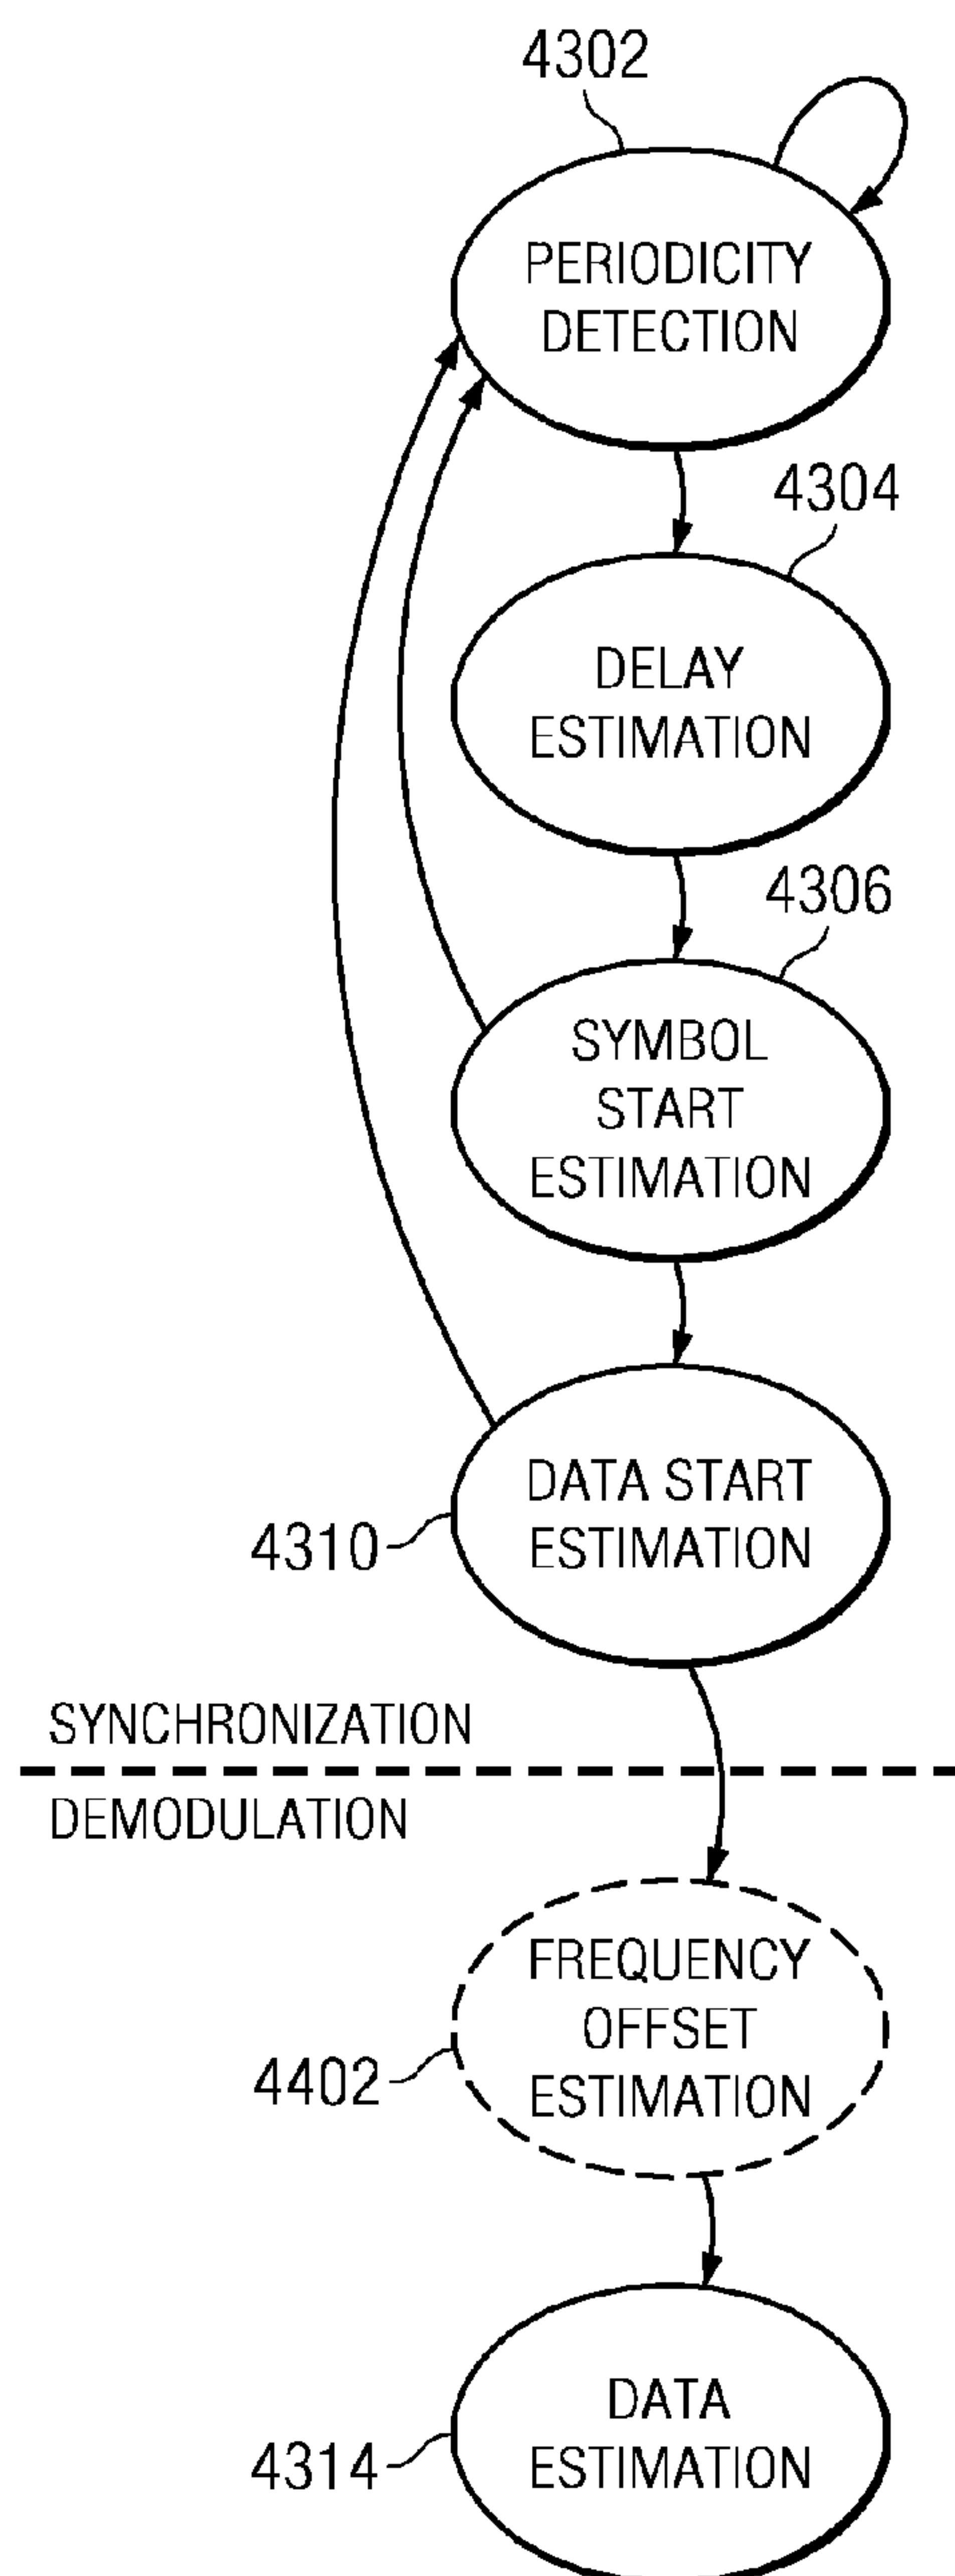 4302
PERIODICITY
DETECTION
4304
DELAY
ESTIMATION
4306
SYMBOL
START
ESTIMATION
DATA START
ESTIMATION
4310
SYNCHRONIZATION
DEMODULATION
FREQUENCY
OFFSET
ESTIMATION
4402
DATA
ESTIMATION
4314